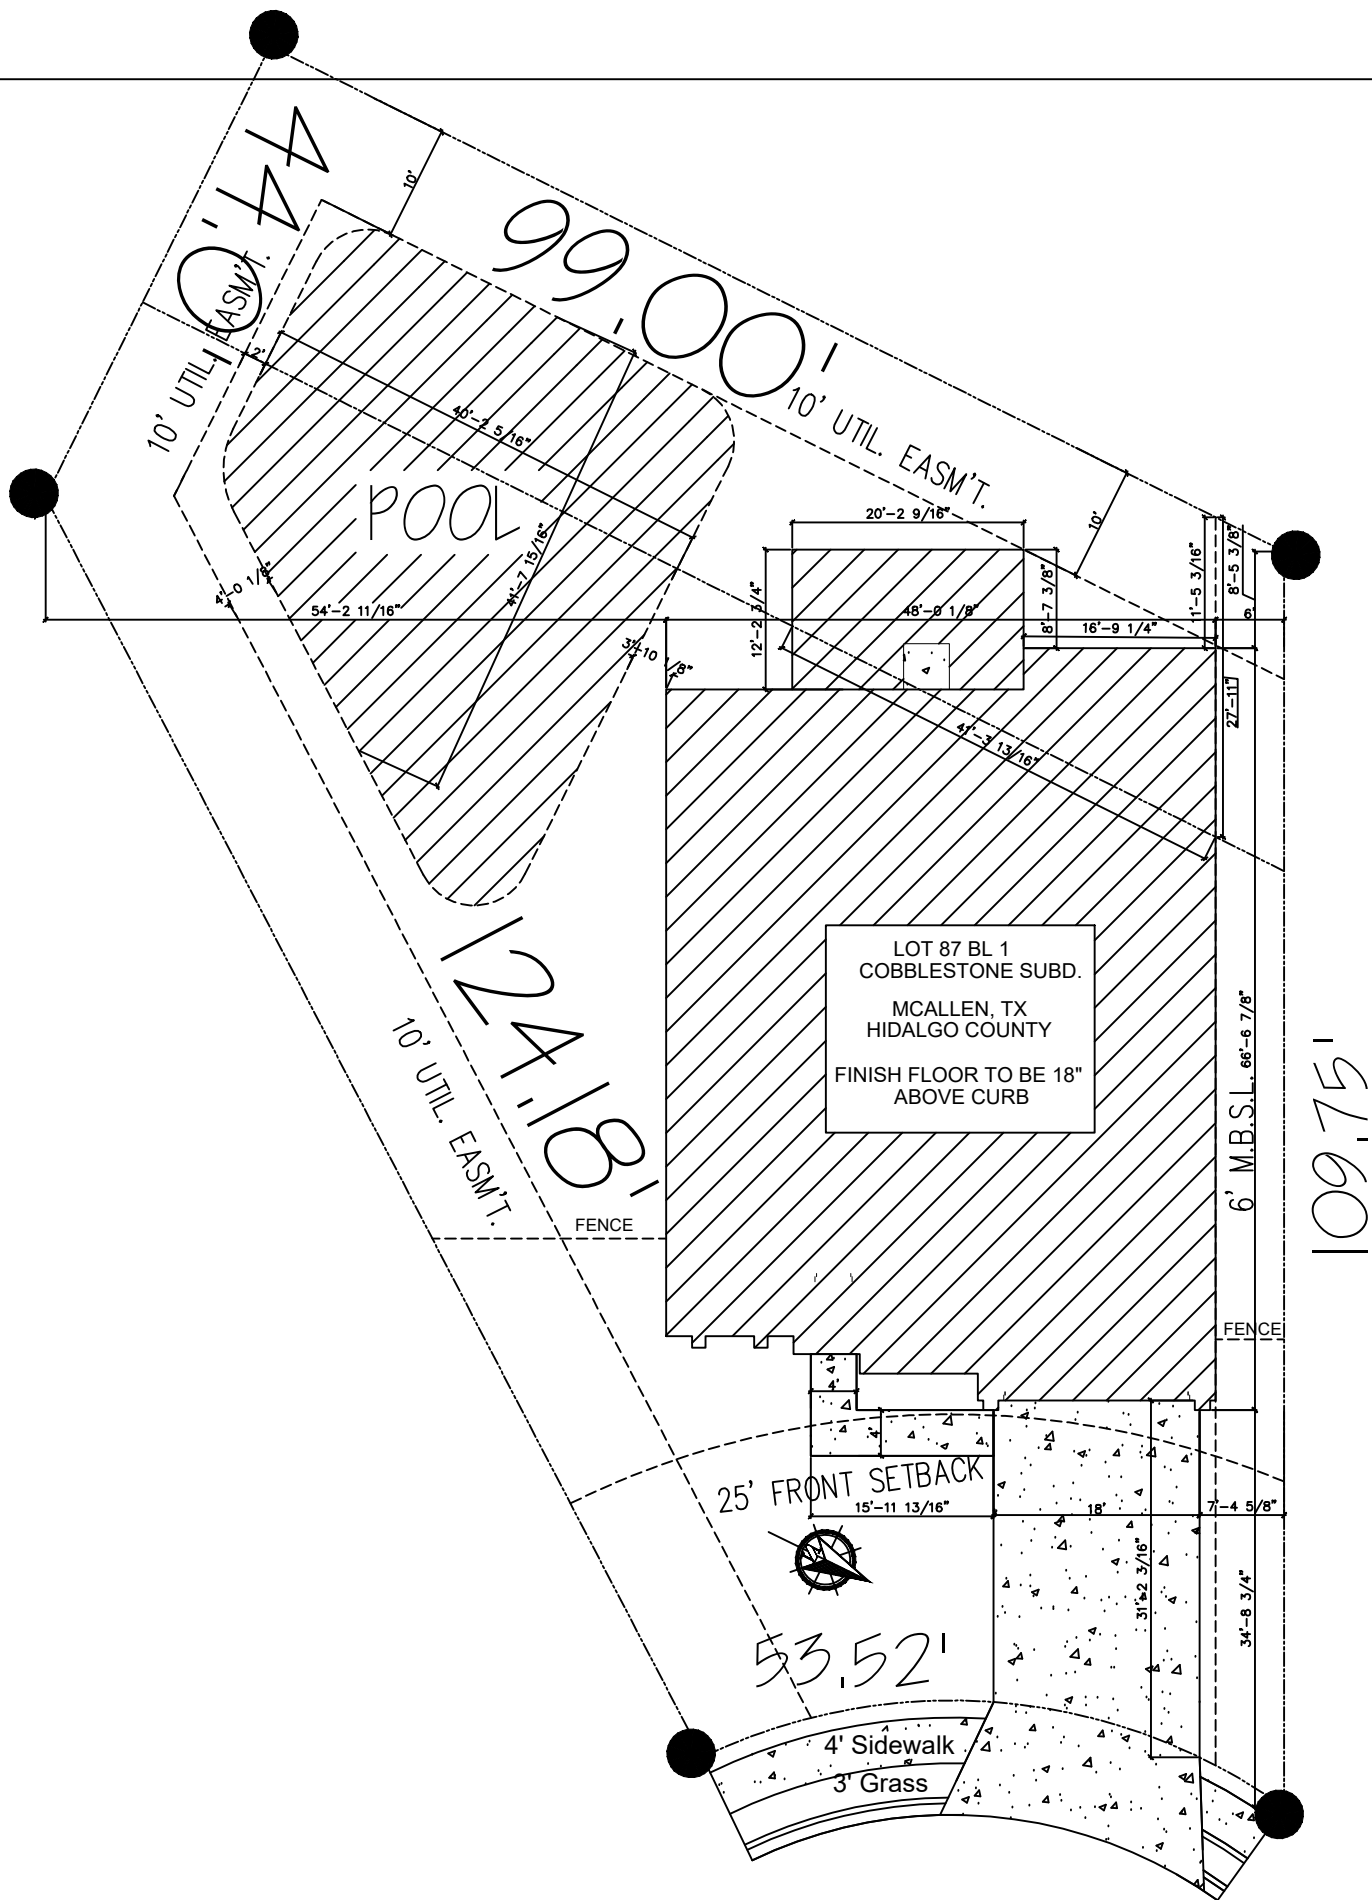 44.0'
10'
99.00'
10' UTIL. EASM'T.
10' UTIL. EASM'T.
2'
40'-2 5/16"
POOL
41'-7 15/16"
10'
20'-2 9/16"
11'-5 3/16"
8'-5 3/8"
4'-0 1/8"
54'-2 11/16"
12'-2 3/4"
48'-0 1/8"
8'-7 3/8"
16'-9 1/4"
6'
3'-10 1/8"
27'-11"
41'-3 13/16"
124.18'
LOT 87 BL 1
COBBLESTONE SUBD.
MCALLEN, TX
HIDALGO COUNTY
FINISH FLOOR TO BE 18"
ABOVE CURB
10' UTIL. EASM'T.
6' M.B.S.L.
66'-6 7/8"
109.75'
FENCE
FENCE
4'
4'
25' FRONT SETBACK
15'-11 13/16"
18'
7'-4 5/8"
31'-2 3/16"
34'-8 3/4"
53.52'
4' Sidewalk
3' Grass